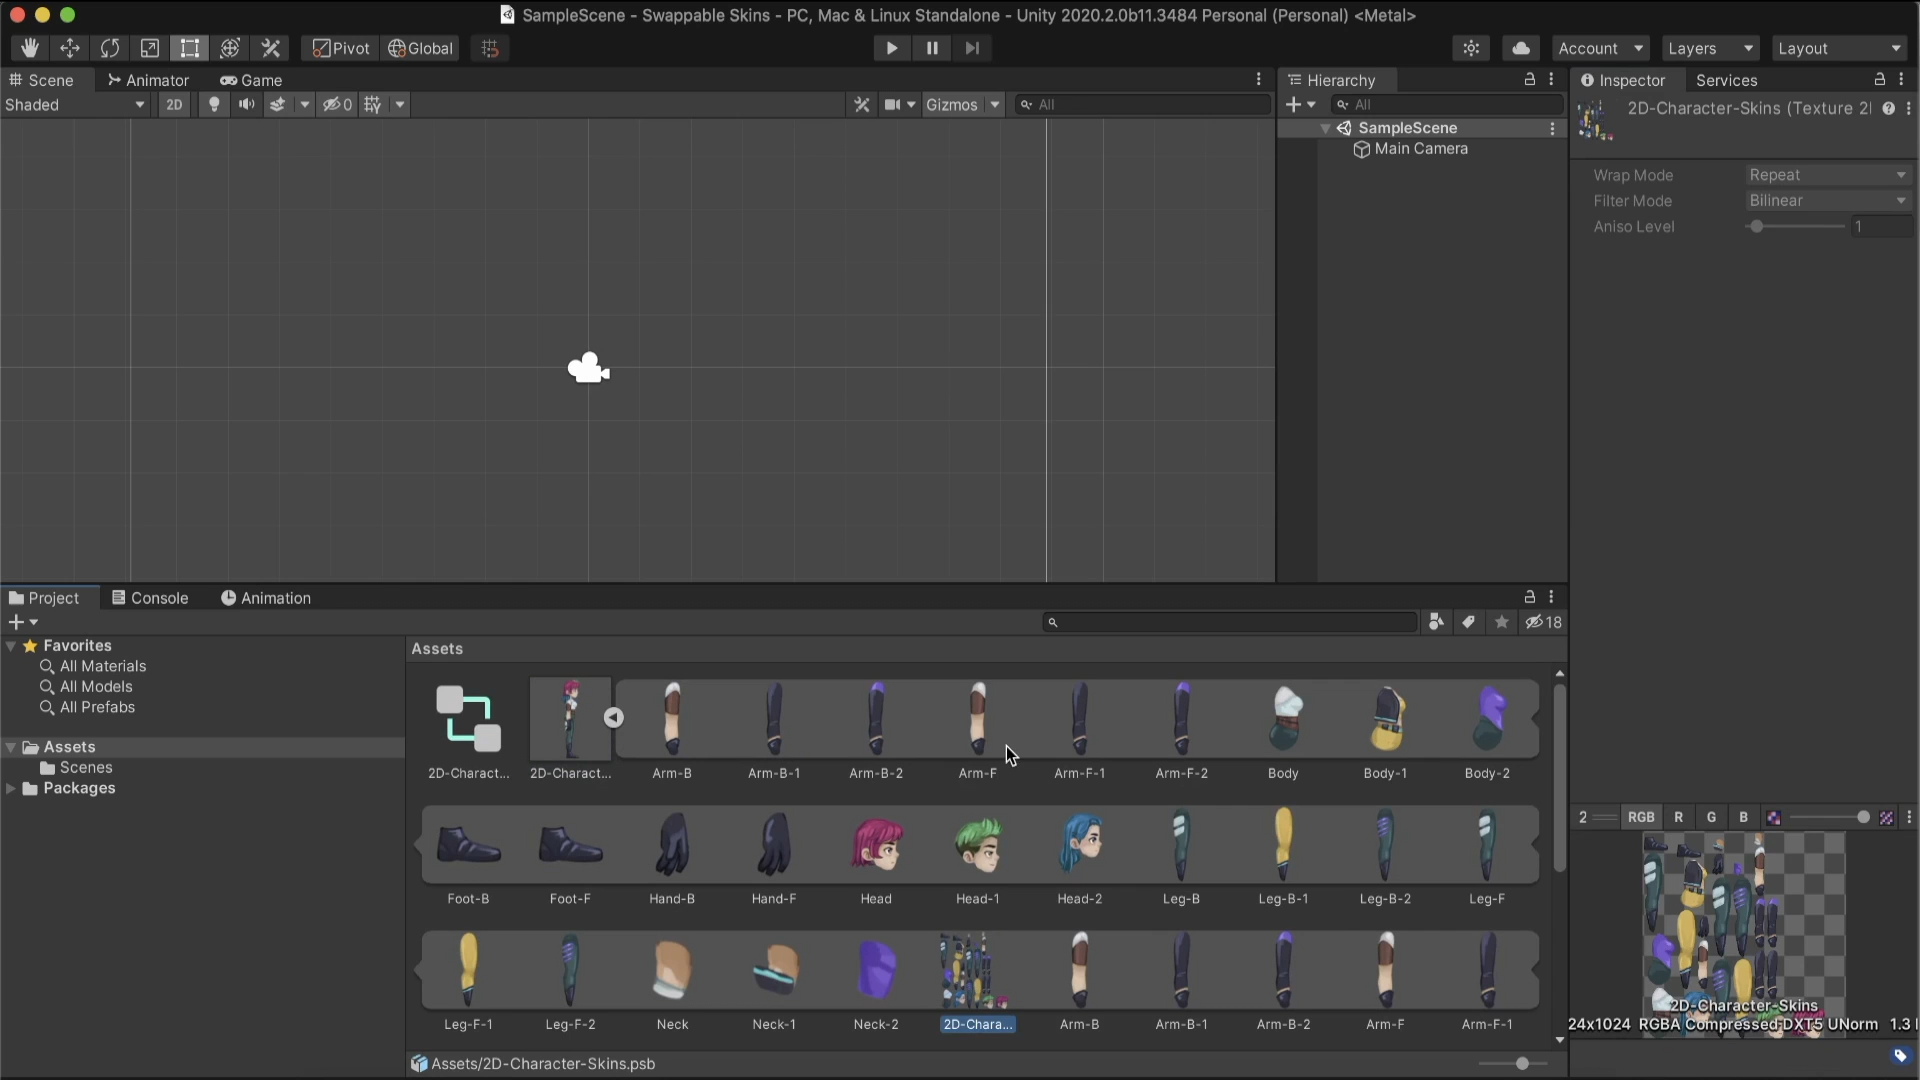 SampleScene - Swappable Skins - PC, Mac & Linux Standalone - Unity 2020.2.0b11.3484 Personal (Personal) <Metal>
Pivot Global Account Layers Layout
Scene Animator Game
Shaded 2D 0 Gizmos All
Hierarchy
All
SampleScene
Main Camera
Inspector Services
2D-Character-Skins (Texture 2
Wrap Mode Repeat
Filter Mode Bilinear
Aniso Level 1
Project Console Animation
18
Favorites
All Materials
All Models
All Prefabs
Assets
Scenes
Packages
Assets
2D-Charact... 2D-Charact... Arm-B Arm-B-1 Arm-B-2 Arm-F Arm-F-1 Arm-F-2 Body Body-1 Body-2
Foot-B Foot-F Hand-B Hand-F Head Head-1 Head-2 Leg-B Leg-B-1 Leg-B-2 Leg-F
Leg-F-1 Leg-F-2 Neck Neck-1 Neck-2 2D-Chara... Arm-B Arm-B-1 Arm-B-2 Arm-F Arm-F-1
Assets/2D-Character-Skins.psb
2 RGB R G B
2D-Character-Skins
24x1024 RGBA Compressed DXT5 UNorm 1.3